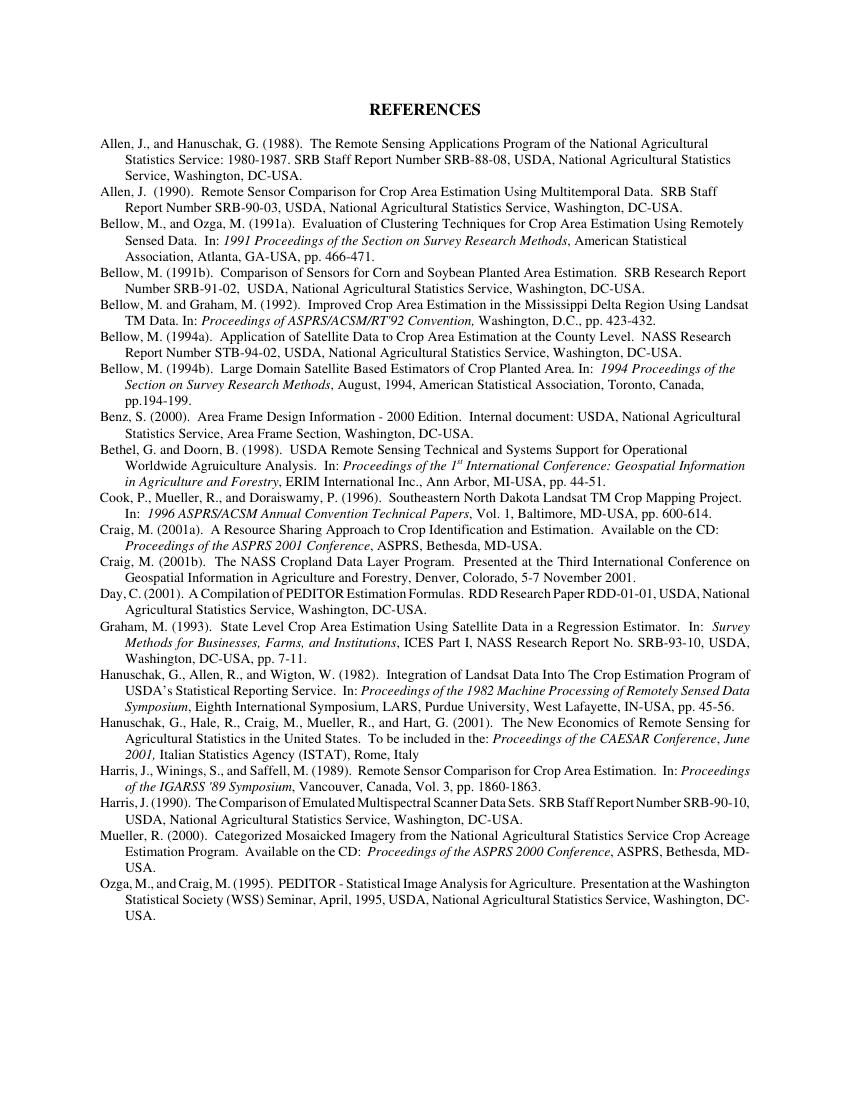 REFERENCES
Allen, J., and Hanuschak, G. (1988).  The Remote Sensing Applications Program of the National Agricultural
Statistics Service: 1980-1987. SRB Staff Report Number SRB-88-08, USDA, National Agricultural Statistics
Service, Washington, DC-USA.
Allen, J.  (1990).  Remote Sensor Comparison for Crop Area Estimation Using Multitemporal Data.  SRB Staff
Report Number SRB-90-03, USDA, National Agricultural Statistics Service, Washington, DC-USA.
Bellow, M., and Ozga, M. (1991a).  Evaluation of Clustering Techniques for Crop Area Estimation Using Remotely
Sensed Data.  In: 1991 Proceedings of the Section on Survey Research Methods, American Statistical
Association, Atlanta, GA-USA, pp. 466-471.
Bellow, M. (1991b).  Comparison of Sensors for Corn and Soybean Planted Area Estimation.  SRB Research Report
Number SRB-91-02,  USDA, National Agricultural Statistics Service, Washington, DC-USA.
Bellow, M. and Graham, M. (1992).  Improved Crop Area Estimation in the Mississippi Delta Region Using Landsat
TM Data. In: Proceedings of ASPRS/ACSM/RT'92 Convention, Washington, D.C., pp. 423-432.
Bellow, M. (1994a).  Application of Satellite Data to Crop Area Estimation at the County Level.  NASS Research
Report Number STB-94-02, USDA, National Agricultural Statistics Service, Washington, DC-USA.
Bellow, M. (1994b).  Large Domain Satellite Based Estimators of Crop Planted Area. In:  1994 Proceedings of the
Section on Survey Research Methods, August, 1994, American Statistical Association, Toronto, Canada,
pp.194-199.
Benz, S. (2000).  Area Frame Design Information - 2000 Edition.  Internal document: USDA, National Agricultural
Statistics Service, Area Frame Section, Washington, DC-USA.
Bethel, G. and Doorn, B. (1998).  USDA Remote Sensing Technical and Systems Support for Operational
Worldwide Agruiculture Analysis.  In: Proceedings of the 1st International Conference: Geospatial Information
in Agriculture and Forestry, ERIM International Inc., Ann Arbor, MI-USA, pp. 44-51.
Cook, P., Mueller, R., and Doraiswamy, P. (1996).  Southeastern North Dakota Landsat TM Crop Mapping Project.
In:  1996 ASPRS/ACSM Annual Convention Technical Papers, Vol. 1, Baltimore, MD-USA, pp. 600-614.
Craig, M. (2001a).  A Resource Sharing Approach to Crop Identification and Estimation.  Available on the CD:
Proceedings of the ASPRS 2001 Conference, ASPRS, Bethesda, MD-USA.
Craig, M. (2001b).  The NASS Cropland Data Layer Program.  Presented at the Third International Conference on
Geospatial Information in Agriculture and Forestry, Denver, Colorado, 5-7 November 2001.
Day, C. (2001). A Compilation of PEDITOR Estimation Formulas. RDD Research Paper RDD-01-01, USDA, National
Agricultural Statistics Service, Washington, DC-USA.
Graham, M. (1993).  State Level Crop Area Estimation Using Satellite Data in a Regression Estimator.  In:  Survey
Methods for Businesses, Farms, and Institutions, ICES Part I, NASS Research Report No. SRB-93-10, USDA,
Washington, DC-USA, pp. 7-11.
Hanuschak, G., Allen, R., and Wigton, W. (1982).  Integration of Landsat Data Into The Crop Estimation Program of
USDA's Statistical Reporting Service.  In: Proceedings of the 1982 Machine Processing of Remotely Sensed Data
Symposium, Eighth International Symposium, LARS, Purdue University, West Lafayette, IN-USA, pp. 45-56.
Hanuschak, G., Hale, R., Craig, M., Mueller, R., and Hart, G. (2001).  The New Economics of Remote Sensing for
Agricultural Statistics in the United States.  To be included in the: Proceedings of the CAESAR Conference, June
2001, Italian Statistics Agency (ISTAT), Rome, Italy
Harris, J., Winings, S., and Saffell, M. (1989).  Remote Sensor Comparison for Crop Area Estimation.  In: Proceedings
of the IGARSS '89 Symposium, Vancouver, Canada, Vol. 3, pp. 1860-1863.
Harris, J. (1990). The Comparison of Emulated Multispectral Scanner Data Sets.  SRB Staff Report Number SRB-90-10,
USDA, National Agricultural Statistics Service, Washington, DC-USA.
Mueller, R. (2000).  Categorized Mosaicked Imagery from the National Agricultural Statistics Service Crop Acreage
Estimation Program.  Available on the CD:  Proceedings of the ASPRS 2000 Conference, ASPRS, Bethesda, MD-
USA.
Ozga, M., and Craig, M. (1995).  PEDITOR - Statistical Image Analysis for Agriculture.  Presentation at the Washington
Statistical Society (WSS) Seminar, April, 1995, USDA, National Agricultural Statistics Service, Washington, DC-
USA.